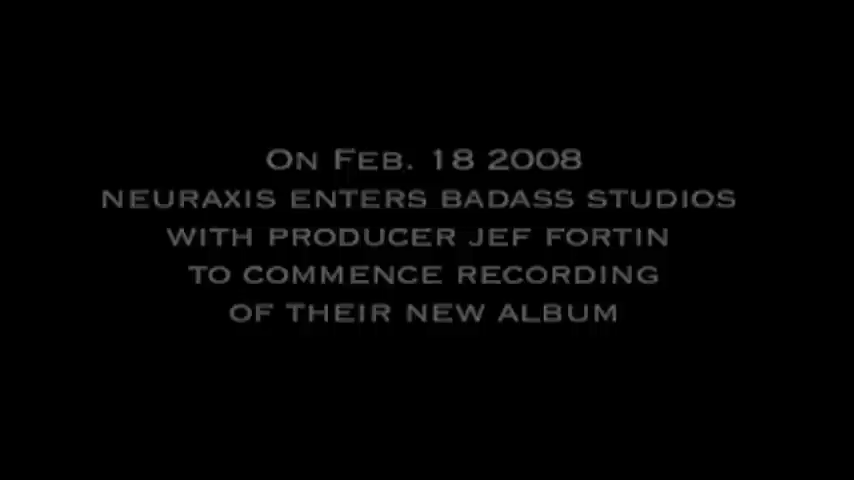 On Feb. 18 2008
neuraxis enters badass studios
with producer jef fortin
to commence recording
of their new album